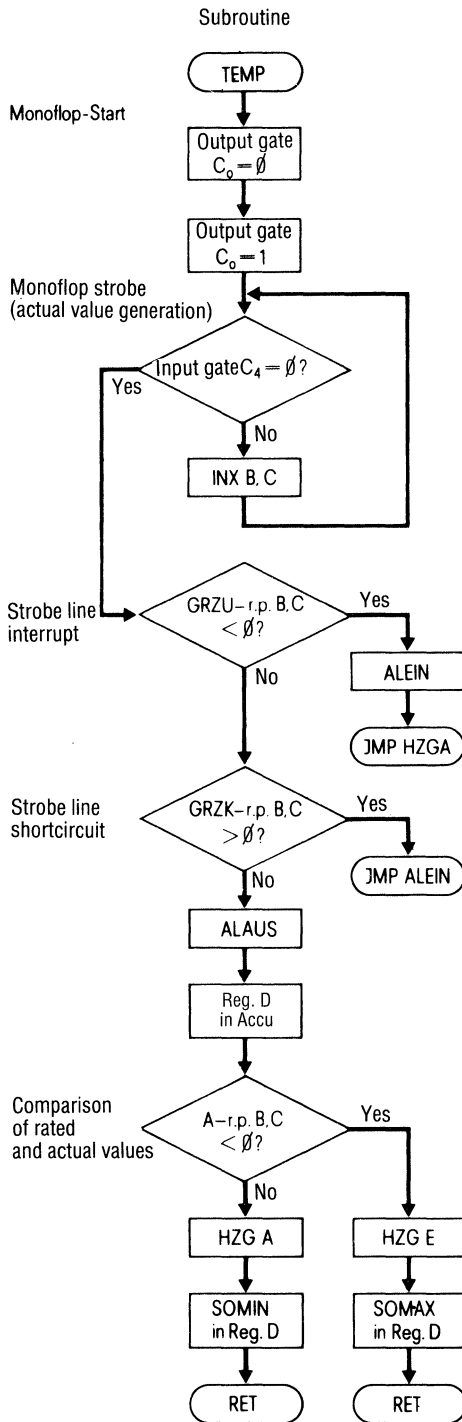 Subroutine
TEMP
Monoflop-Start
Output gate
C₀ = Ø
Output gate
C₀ = 1
Monoflop strobe
(actual value generation)
Input gate C₄ = Ø?
Yes
No
INX B, C
Strobe line
interrupt
GRZU – r.p. B, C
< Ø?
Yes
No
ALEIN
JMP HZGA
Strobe line
shortcircuit
GRZK – r.p. B, C
> Ø?
Yes
No
JMP ALEIN
ALAUS
Reg. D
in Accu
Comparison
of rated
and actual values
A – r.p. B, C
< Ø?
Yes
No
HZG A
HZG E
SOMIN
in Reg. D
SOMAX
in Reg. D
RET
RET